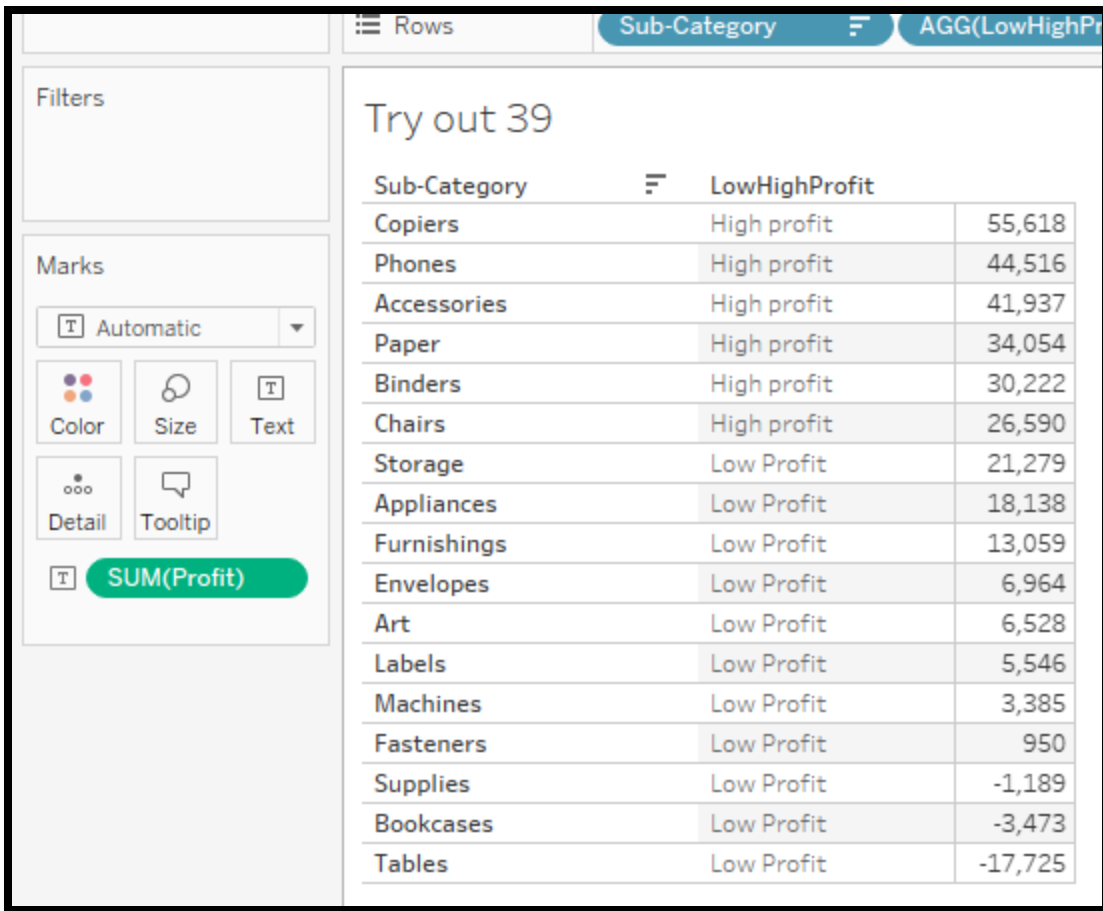 Rows Sub-Category AGG(LowHighPr
Filters
Try out 39
Sub-Category LowHighProfit
Copiers High profit 55,618
Marks
Phones High profit 44,516
Accessories High profit 41,937
T Automatic
Paper High profit 34,054
Binders High profit 30,222
T
Color Size Text
Chairs High profit 26,590
Storage Low Profit 21,279
Appliances Low Profit 18,138
Detail Tooltip
Furnishings Low Profit 13,059
T SUM(Profit)
Envelopes Low Profit 6,964
Art Low Profit 6,528
Labels Low Profit 5,546
Machines Low Profit 3,385
Fasteners Low Profit 950
Supplies Low Profit -1,189
Bookcases Low Profit -3,473
Tables Low Profit -17,725